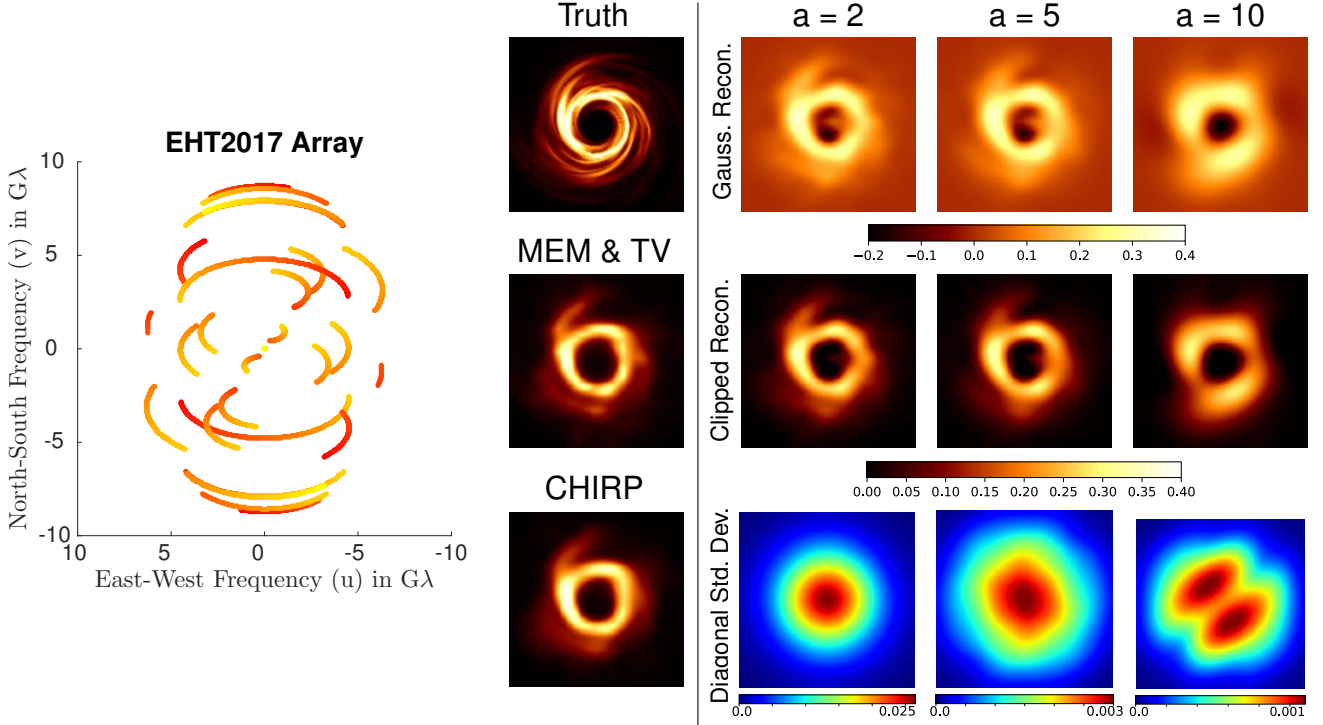 EHT2017 Array
North-South Frequency (v) in Gλ
10
5
0
-5
-10
10 5 0 -5 -10
East-West Frequency (u) in Gλ
Truth
MEM & TV
CHIRP
a = 2 a = 5 a = 10
Gauss. Recon.
−0.2 −0.1 0.0 0.1 0.2 0.3 0.4
Clipped Recon.
0.00 0.05 0.10 0.15 0.20 0.25 0.30 0.35 0.40
Diagonal Std. Dev.
0.0 0.025 0.0 0.003 0.0 0.001